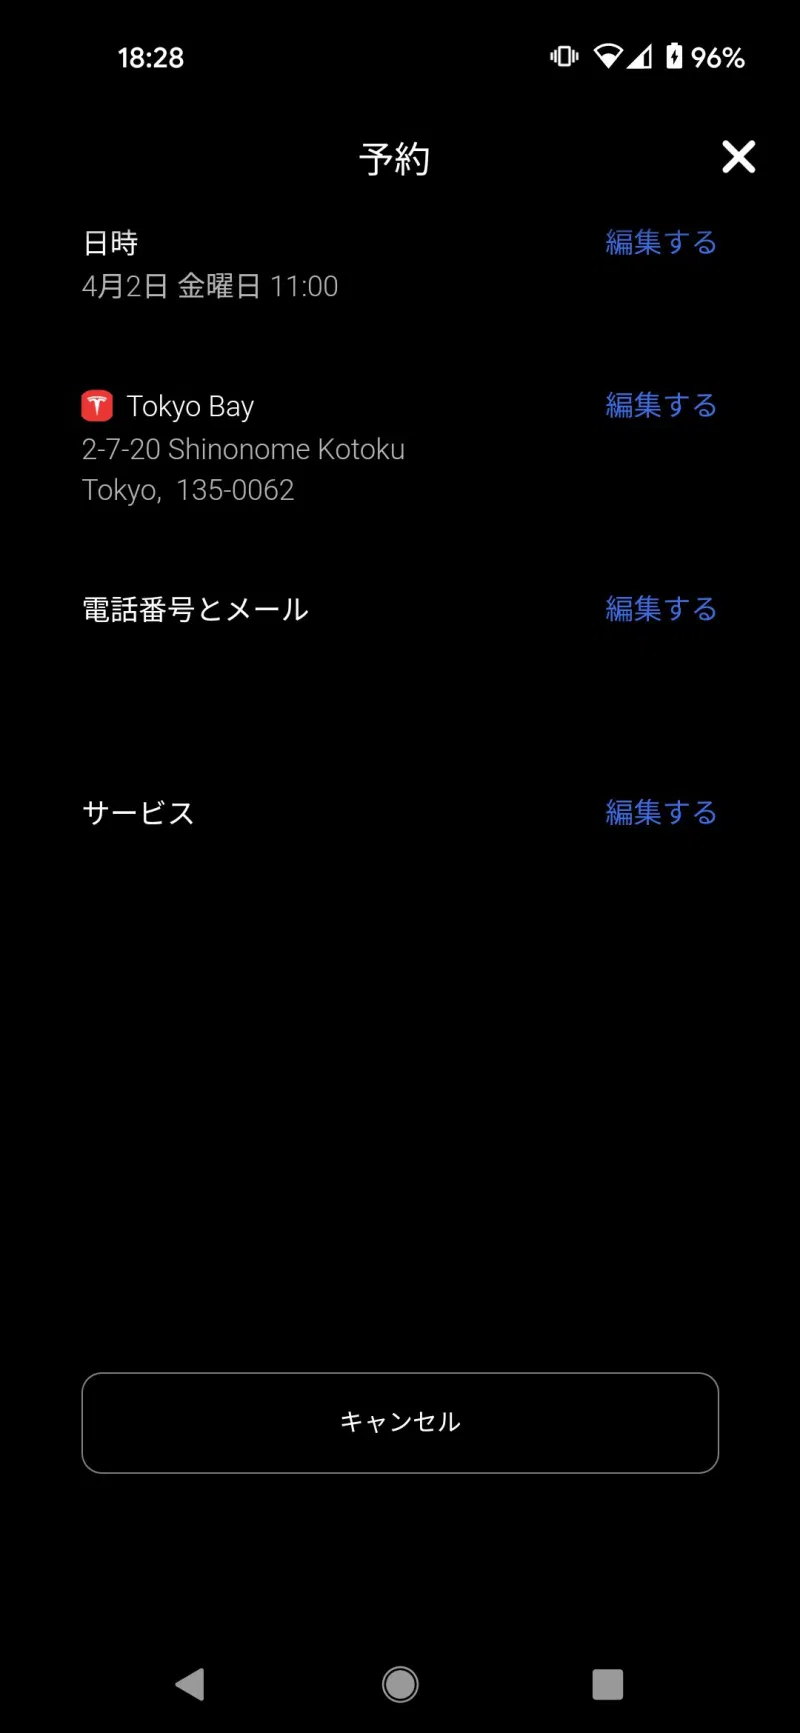 18:28
96%
予約
日時
編集する
4月2日 金曜日 11:00
Tokyo Bay
編集する
2-7-20 Shinonome Kotoku
Tokyo, 135-0062
電話番号とメール
編集する
サービス
編集する
キャンセル